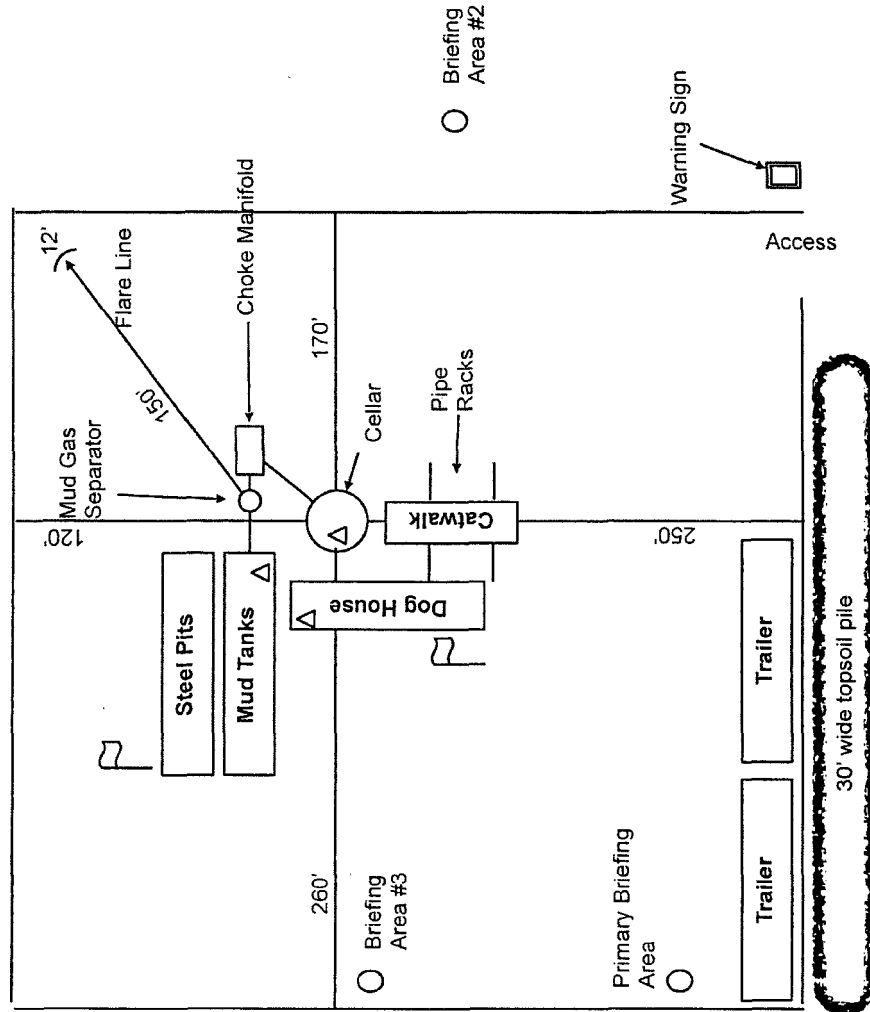 12'
Flare Line
150'
Choke Manifold
Mud Gas
Separator
120'
Steel Pits
Mud Tanks
170'
Cellar
Pipe
Racks
Catwalk
Dog House
260'
250'
Briefing
Area #2
Warning Sign
Access
Briefing
Area #3
Primary Briefing
Area
Trailer
Trailer
30' wide topsoil pile